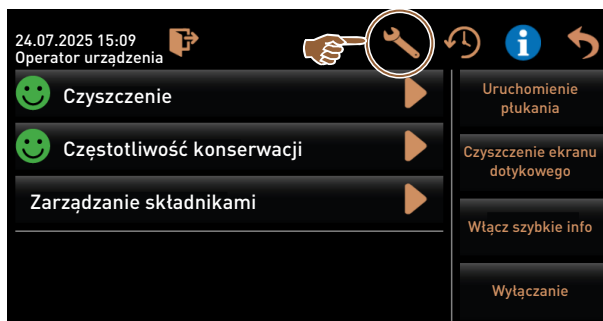 24.07.2025 15:09
Operator urządzenia
i
Czyszczenie
Częstotliwość konserwacji
Zarządzanie składnikami
Uruchomienie
płukania
Czyszczenie ekranu
dotykowego
Włącz szybkie info
Wyłączanie